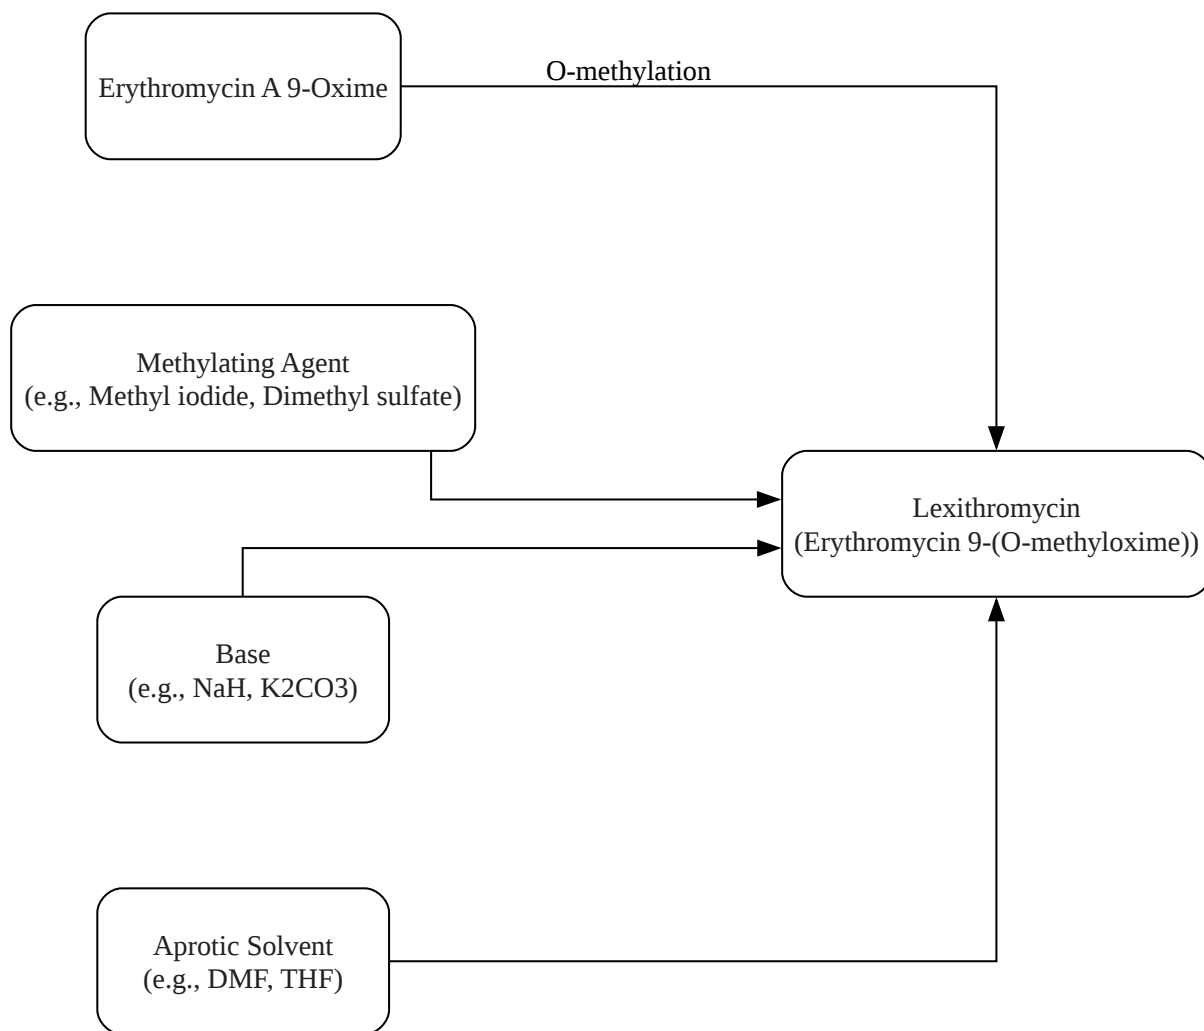 Erythromycin A 9-Oxime
O-methylation
Methylating Agent
(e.g., Methyl iodide, Dimethyl sulfate)
Lexithromycin
(Erythromycin 9-(O-methyloxime))
Base
(e.g., NaH, K2CO3)
Aprotic Solvent
(e.g., DMF, THF)